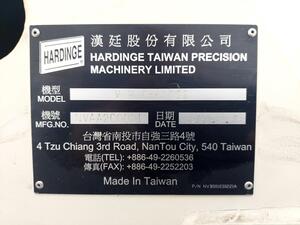 HARDINGE
漢廷股份有限公司
HARDINGE TAIWAN PRECISION
MACHINERY LIMITED
機型
MODEL
機號
MFG.NO.
日期
DATE
台灣省南投市自強三路4號
4 Tzu Chiang 3rd Road, NanTou City, 540 Taiwan
電話(TEL): +886-49-2260536
傳真(FAX): +886-49-2252203
Made In Taiwan